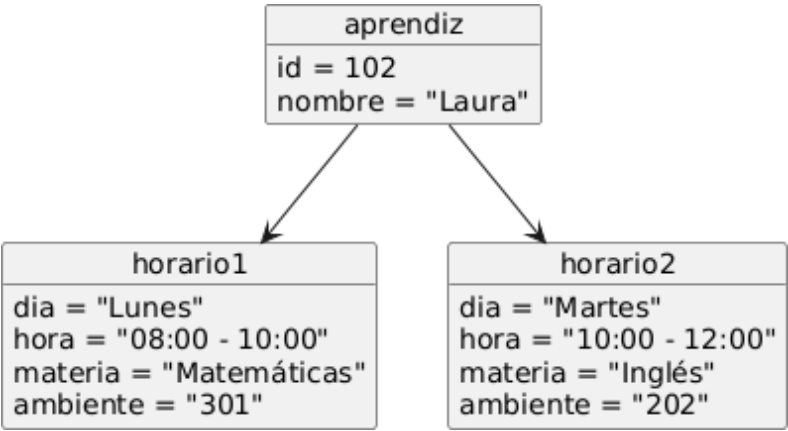 aprendiz
id = 102
nombre = "Laura"
horario1
dia = "Lunes"
hora = "08:00 - 10:00"
materia = "Matemáticas"
ambiente = "301"
horario2
dia = "Martes"
hora = "10:00 - 12:00"
materia = "Inglés"
ambiente = "202"